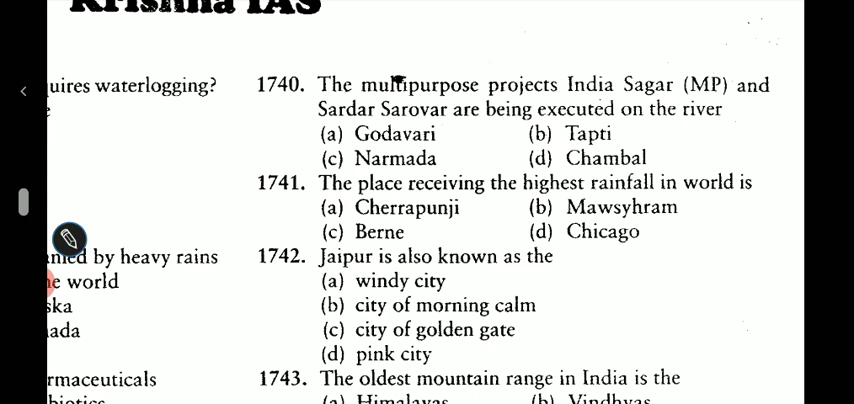 Krishna IAS
uires waterlogging?
e
anied by heavy rains
he world
ska
ada
rmaceuticals
biotics
1740. The multipurpose projects India Sagar (MP) and
Sardar Sarovar are being executed on the river
(a) Godavari (b) Tapti
(c) Narmada (d) Chambal
1741. The place receiving the highest rainfall in world is
(a) Cherrapunji (b) Mawsyhram
(c) Berne (d) Chicago
1742. Jaipur is also known as the
(a) windy city
(b) city of morning calm
(c) city of golden gate
(d) pink city
1743. The oldest mountain range in India is the
(a) Himalayas (b) Vindhyas